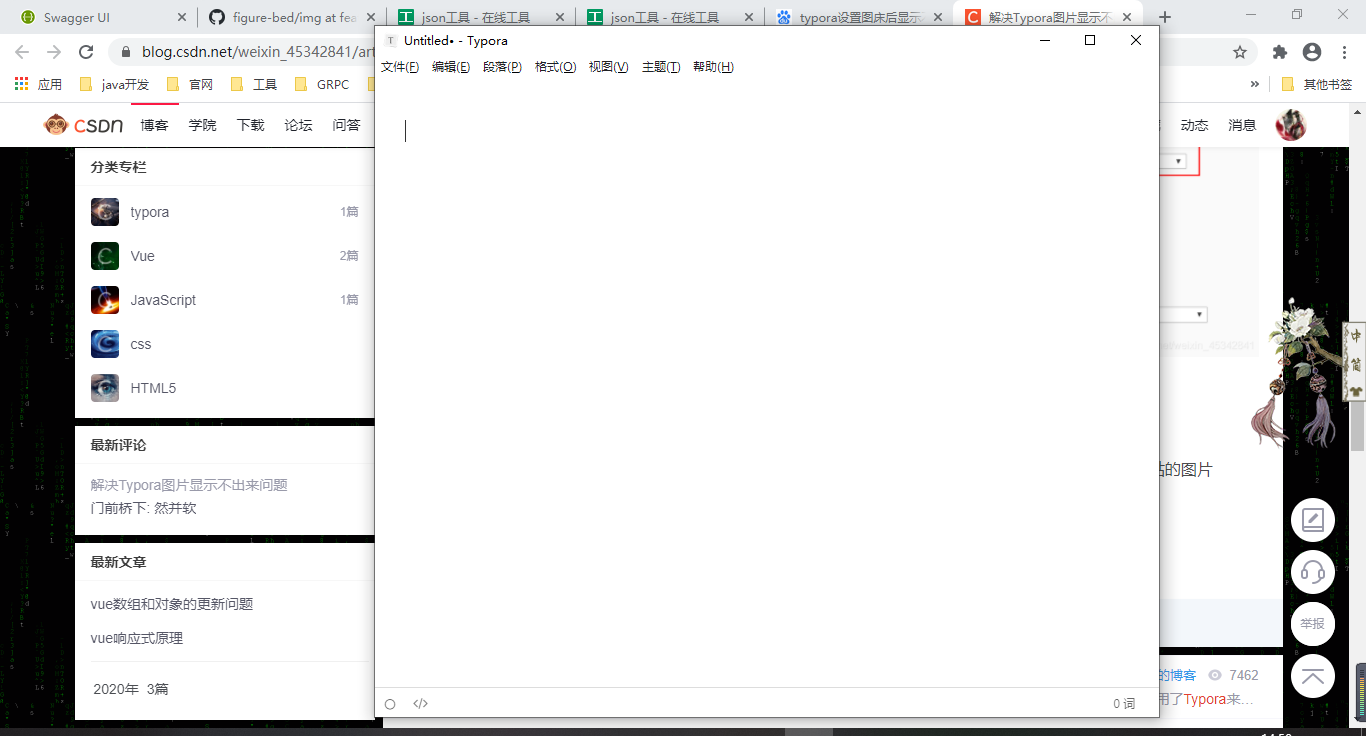 Swagger UI
figure-bed/img at fea
json工具 - 在线工具
json工具 - 在线工具
typora设置图床后显示
解决Typora图片显示不
blog.csdn.net/weixin_45342841/art
应用
java开发
官网
工具
GRPC
»
其他书签
Untitled• - Typora
文件(F) 编辑(E) 段落(P) 格式(O) 视图(V) 主题(T) 帮助(H)
CSDN 博客 学院 下载 论坛 问答
动态 消息
分类专栏
typora 1篇
Vue 2篇
JavaScript 1篇
css
HTML5
最新评论
解决Typora图片显示不出来问题
门前桥下: 然并软
最新文章
vue数组和对象的更新问题
vue响应式原理
2020年 3篇
weixin_45342841
中
简
的图片
举报
的博客 7462
用了Typora来…
</> 0 词